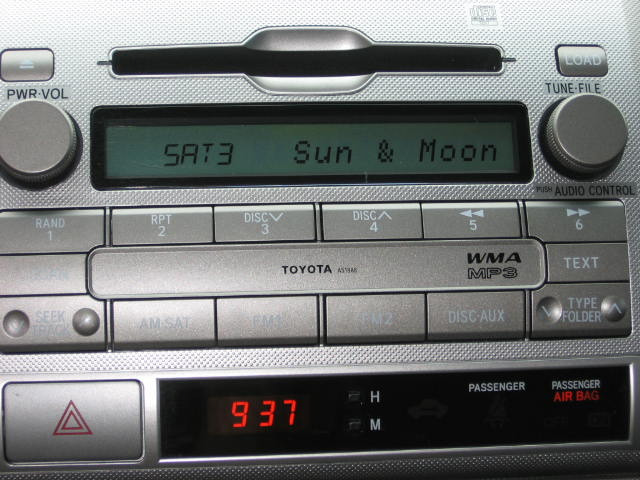 LOAD
PWR·VOL
TUNE·FILE
SAT3 Sun & Moon
PUSH AUDIO CONTROL
RAND 1 RPT 2 DISC 3 DISC 4 5 6
TOYOTA WMA MP3 TEXT
SEEK TRACK AM·SAT FM1 FM2 DISC·AUX TYPE FOLDER
937 H M
PASSENGER
PASSENGER AIR BAG
OFF